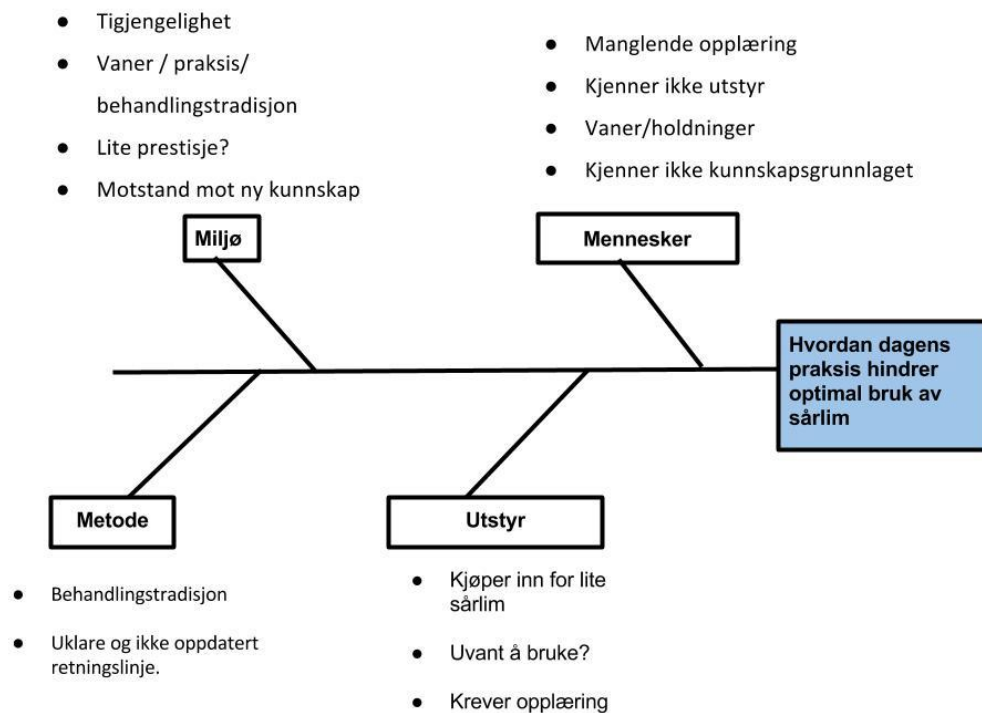 Tigjengelighet
Vaner / praksis/
behandlingstradisjon
Lite prestisje?
Motstand mot ny kunnskap
Manglende opplæring
Kjenner ikke utstyr
Vaner/holdninger
Kjenner ikke kunnskapsgrunnlaget
Miljø
Mennesker
Hvordan dagens
praksis hindrer
optimal bruk av
sårlim
Metode
Utstyr
Behandlingstradisjon
Uklare og ikke oppdatert
retningslinje.
Kjøper inn for lite
sårlim
Uvant å bruke?
Krever opplæring